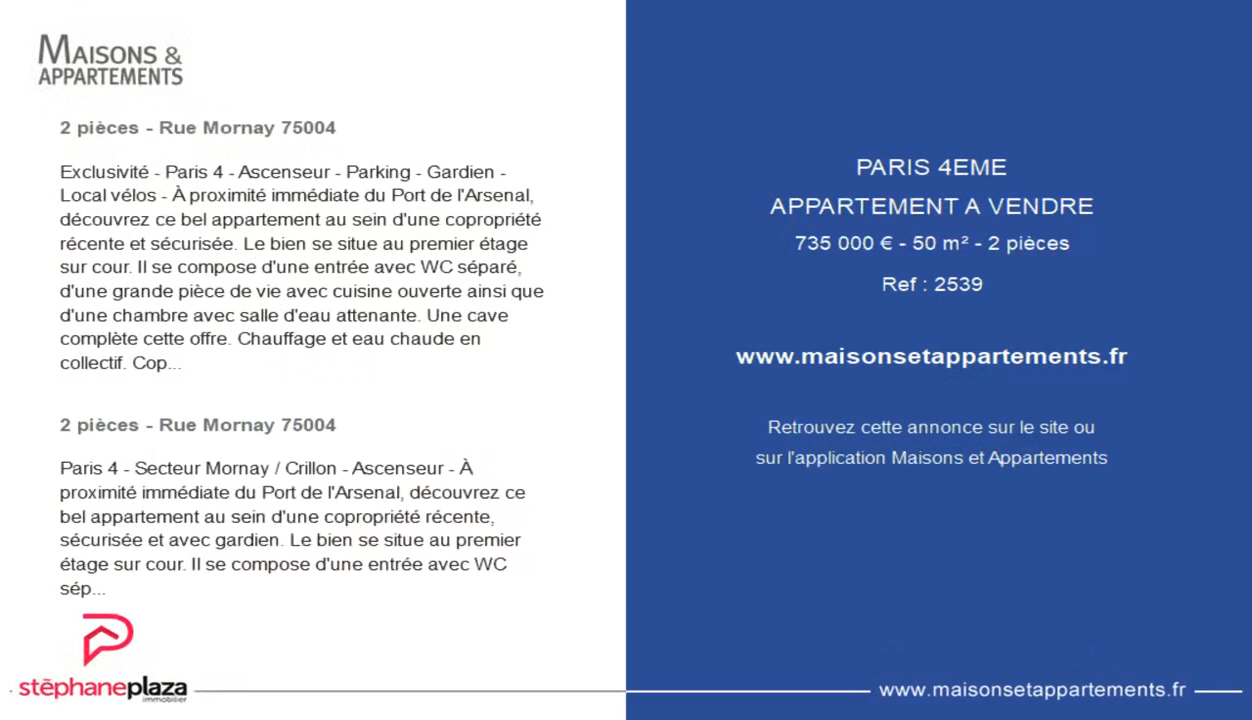 MAISONS &
APPARTEMENTS
2 pièces - Rue Mornay 75004
Exclusivité - Paris 4 - Ascenseur - Parking - Gardien -
Local vélos - À proximité immédiate du Port de l'Arsenal,
découvrez ce bel appartement au sein d'une copropriété
récente et sécurisée. Le bien se situe au premier étage
sur cour. Il se compose d'une entrée avec WC séparé,
d'une grande pièce de vie avec cuisine ouverte ainsi que
d'une chambre avec salle d'eau attenante. Une cave
complète cette offre. Chauffage et eau chaude en
collectif. Cop...
2 pièces - Rue Mornay 75004
Paris 4 - Secteur Mornay / Crillon - Ascenseur - À
proximité immédiate du Port de l'Arsenal, découvrez ce
bel appartement au sein d'une copropriété récente,
sécurisée et avec gardien. Le bien se situe au premier
étage sur cour. Il se compose d'une entrée avec WC
sép...
stéphaneplaza
immobilier
PARIS 4EME
APPARTEMENT A VENDRE
735 000 € - 50 m² - 2 pièces
Ref : 2539
www.maisonsetappartements.fr
Retrouvez cette annonce sur le site ou
sur l'application Maisons et Appartements
www.maisonsetappartements.fr